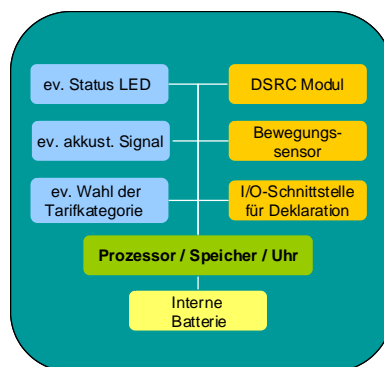 ev. Status LED
DSRC Modul
ev. akkust. Signal
Bewegungs-
sensor
ev. Wahl der
Tarifkategorie
I/O-Schnittstelle
für Deklaration
Prozessor / Speicher / Uhr
Interne
Batterie